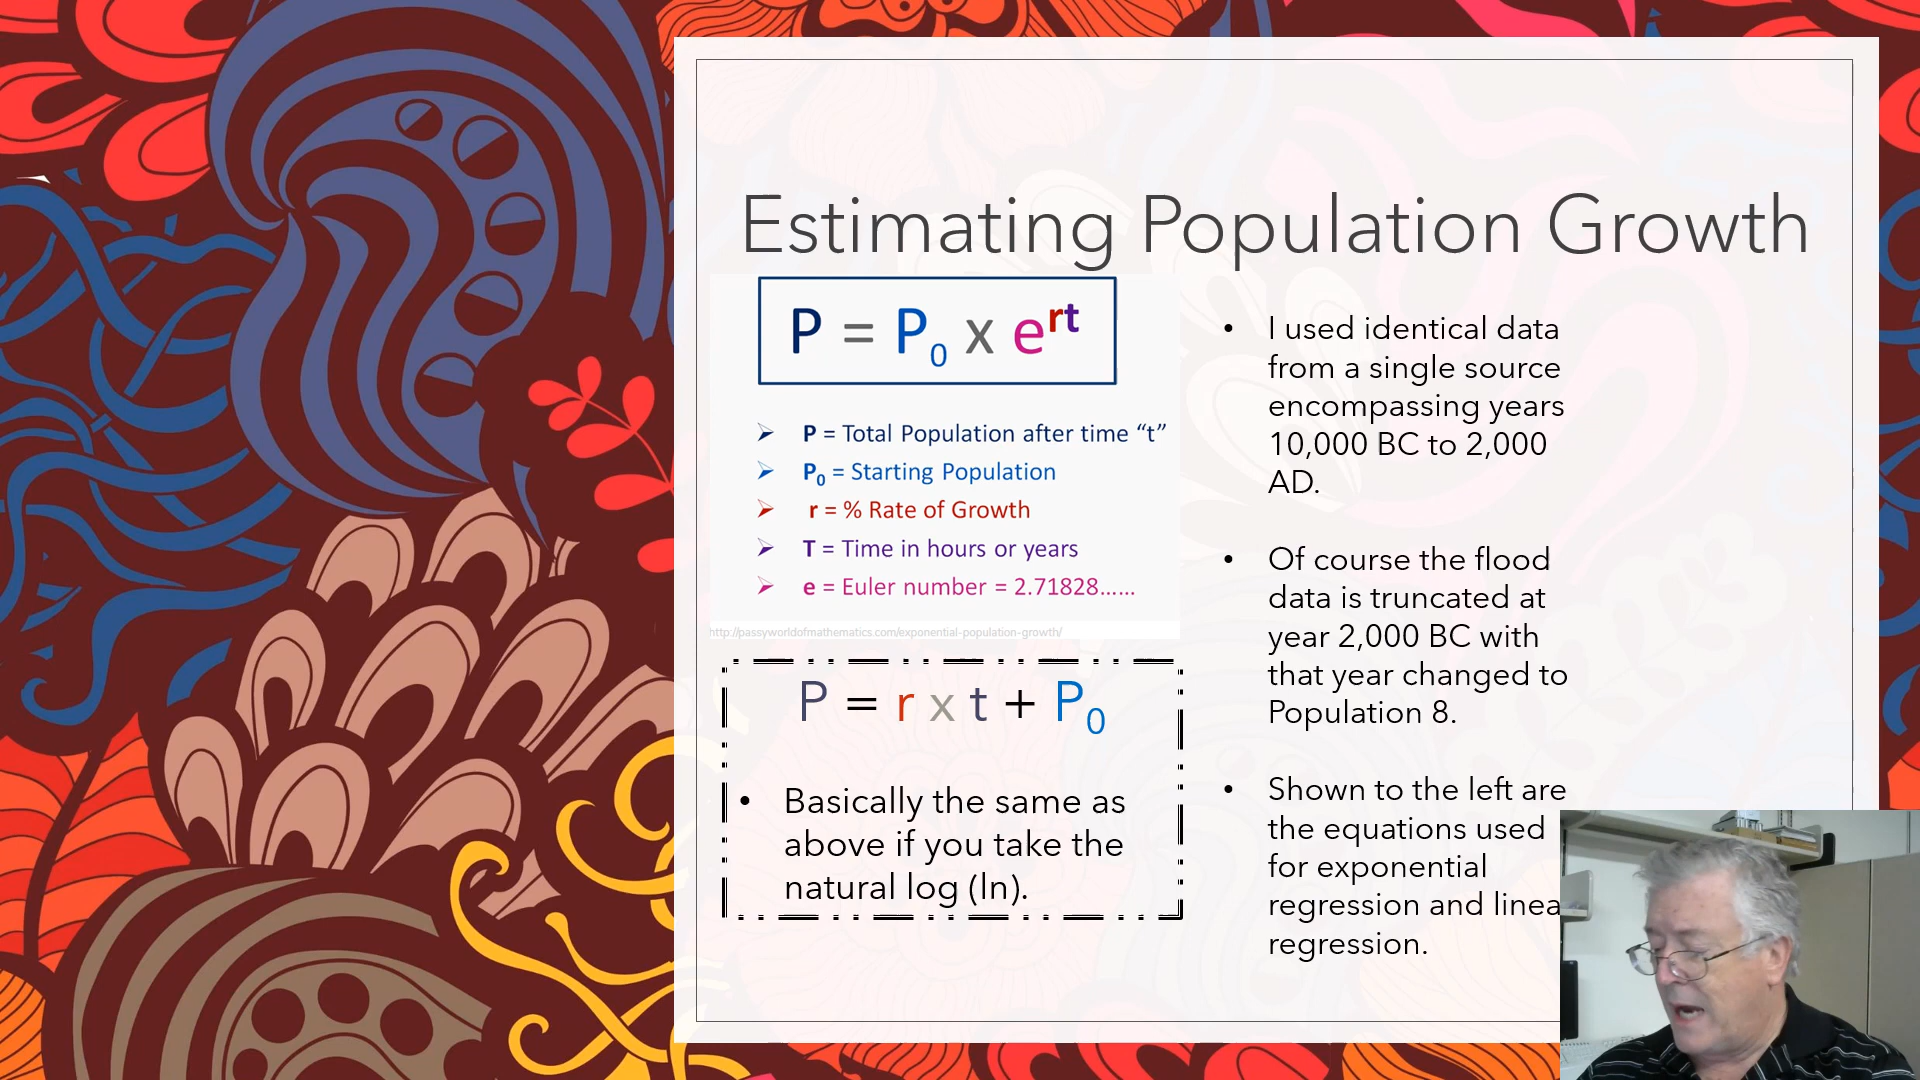 Estimating Population Growth
P = P₀ x eʳᵗ
➢ P = Total Population after time “t”
➢ P₀ = Starting Population
➢ r = % Rate of Growth
➢ T = Time in hours or years
➢ e = Euler number = 2.71828……
http://passyworldofmathematics.com/exponential-population-growth/
P = r x t + P₀
• Basically the same as
above if you take the
natural log (ln).
• I used identical data
from a single source
encompassing years
10,000 BC to 2,000
AD.
• Of course the flood
data is truncated at
year 2,000 BC with
that year changed to
Population 8.
• Shown to the left are
the equations used
for exponential
regression and linea
regression.